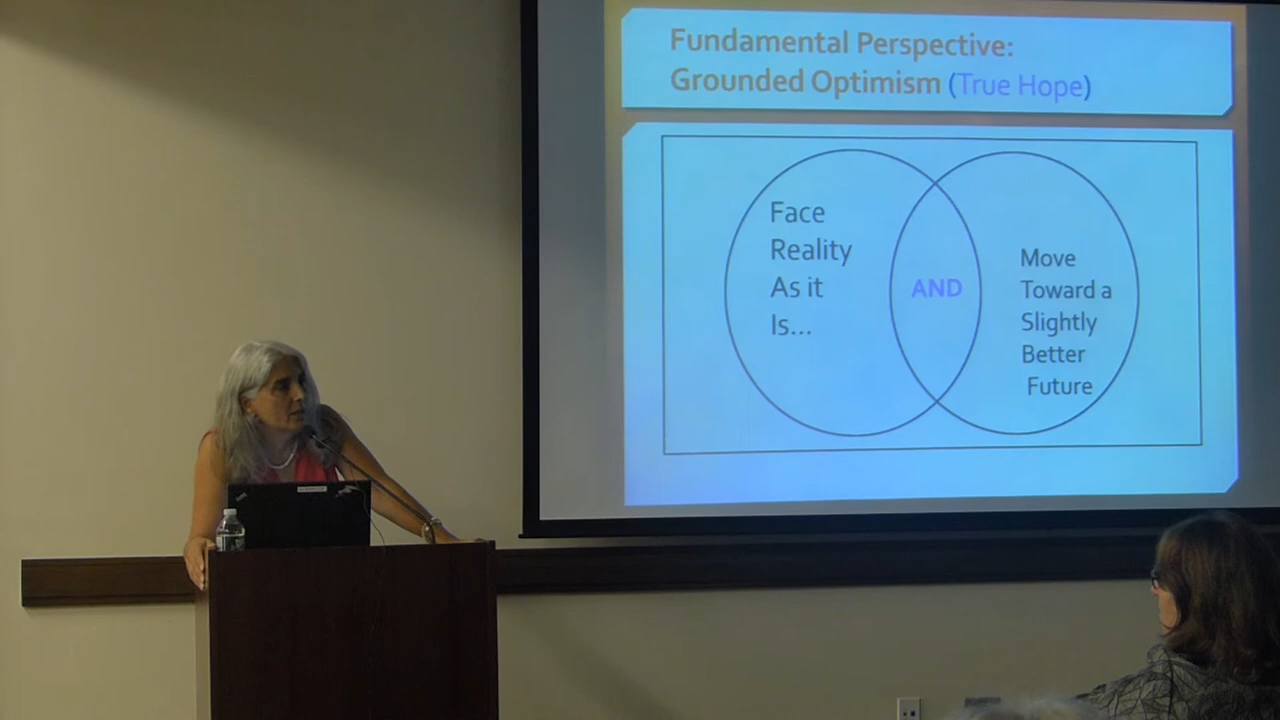 Fundamental Perspective:
Grounded Optimism (True Hope)
Face
Reality
As it
Is...
AND
Move
Toward a
Slightly
Better
Future